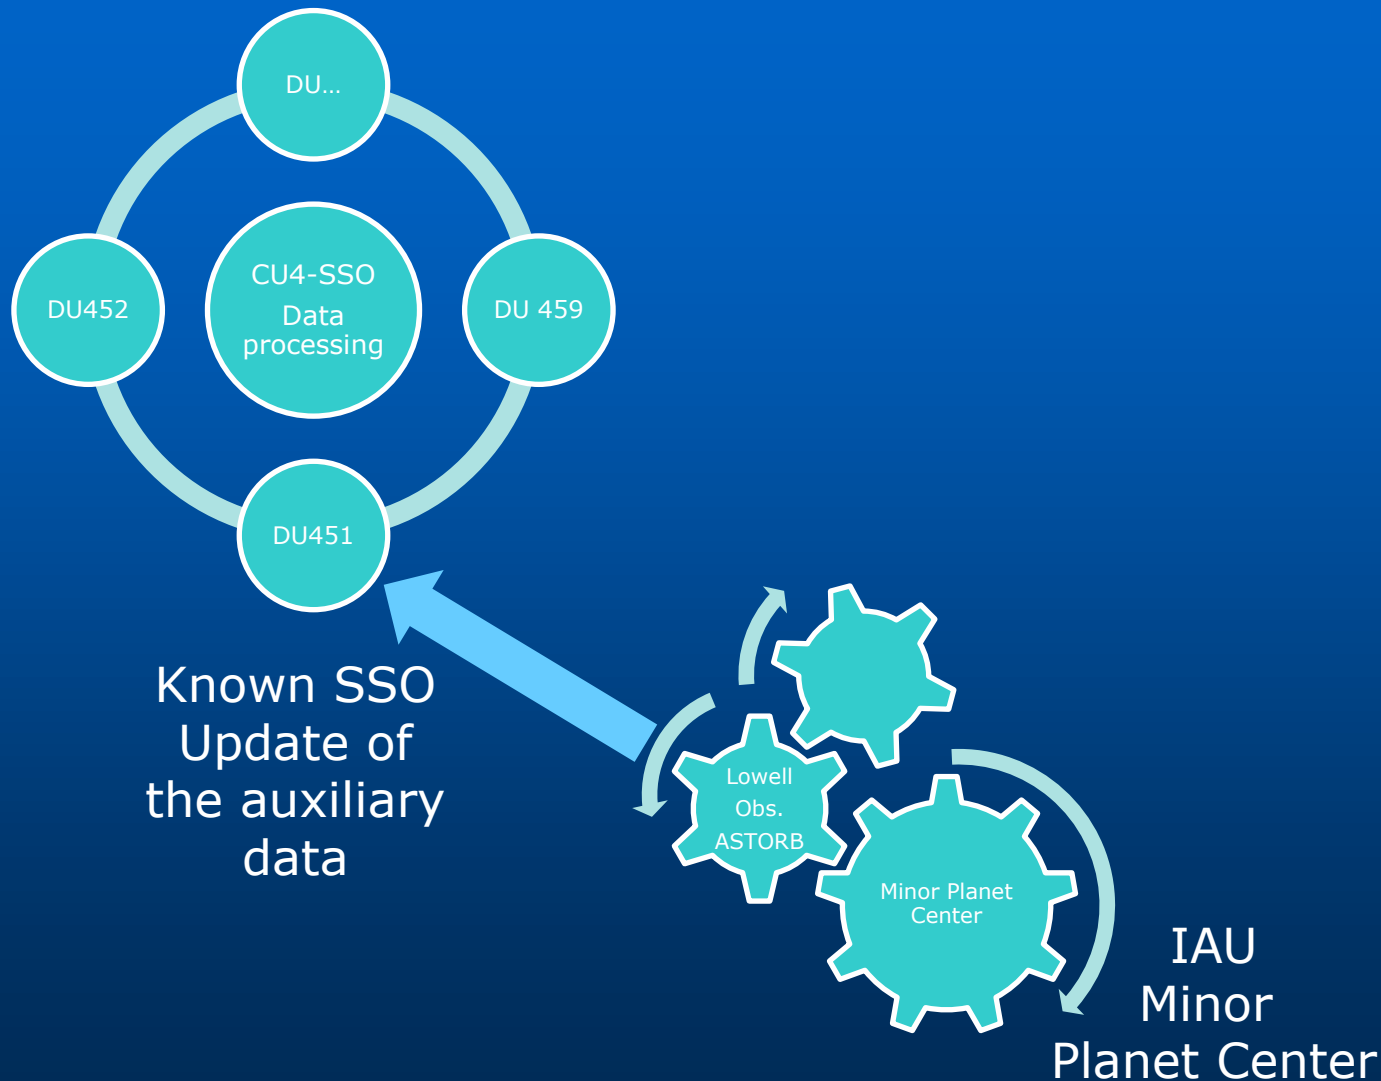 DU...
CU4-SSO
Data
processing
DU452
DU 459
DU451
Known SSO
Update of
the auxiliary
data
Lowell
Obs.
ASTORB
Minor Planet
Center
IAU
Minor
Planet Center